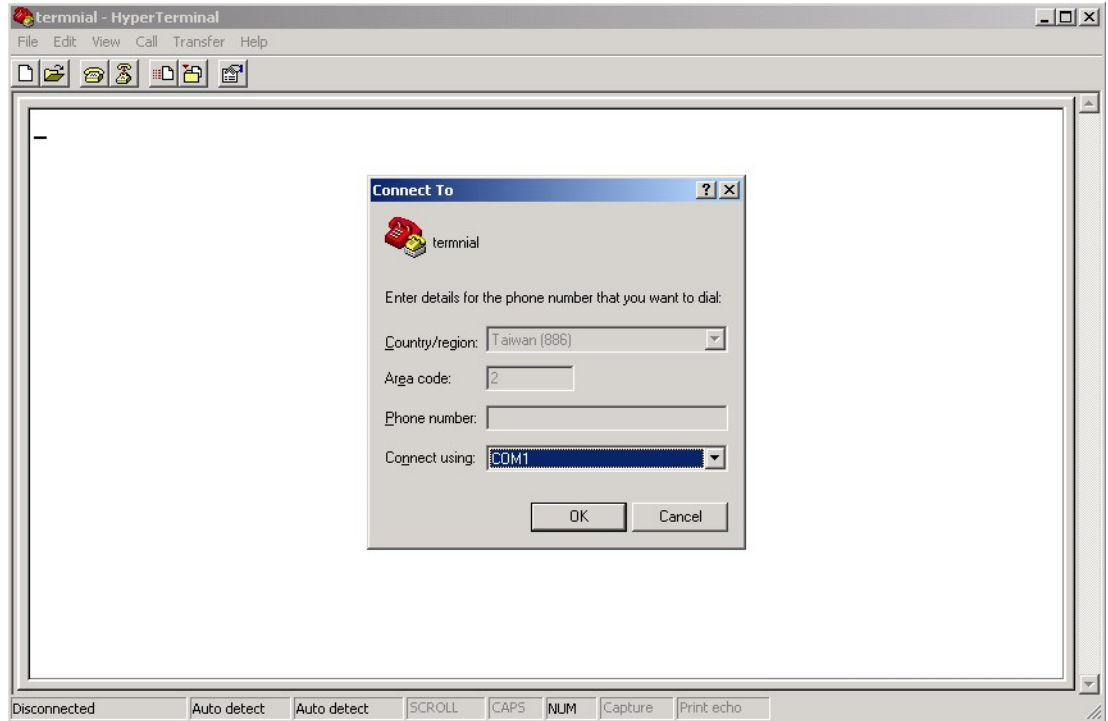 termnial - HyperTerminal
File Edit View Call Transfer Help
Connect To
termnial
Enter details for the phone number that you want to dial:
Country/region: Taiwan (886)
Area code: 2
Phone number:
Connect using: COM1
OK Cancel
Disconnected Auto detect Auto detect SCROLL CAPS NUM Capture Print echo